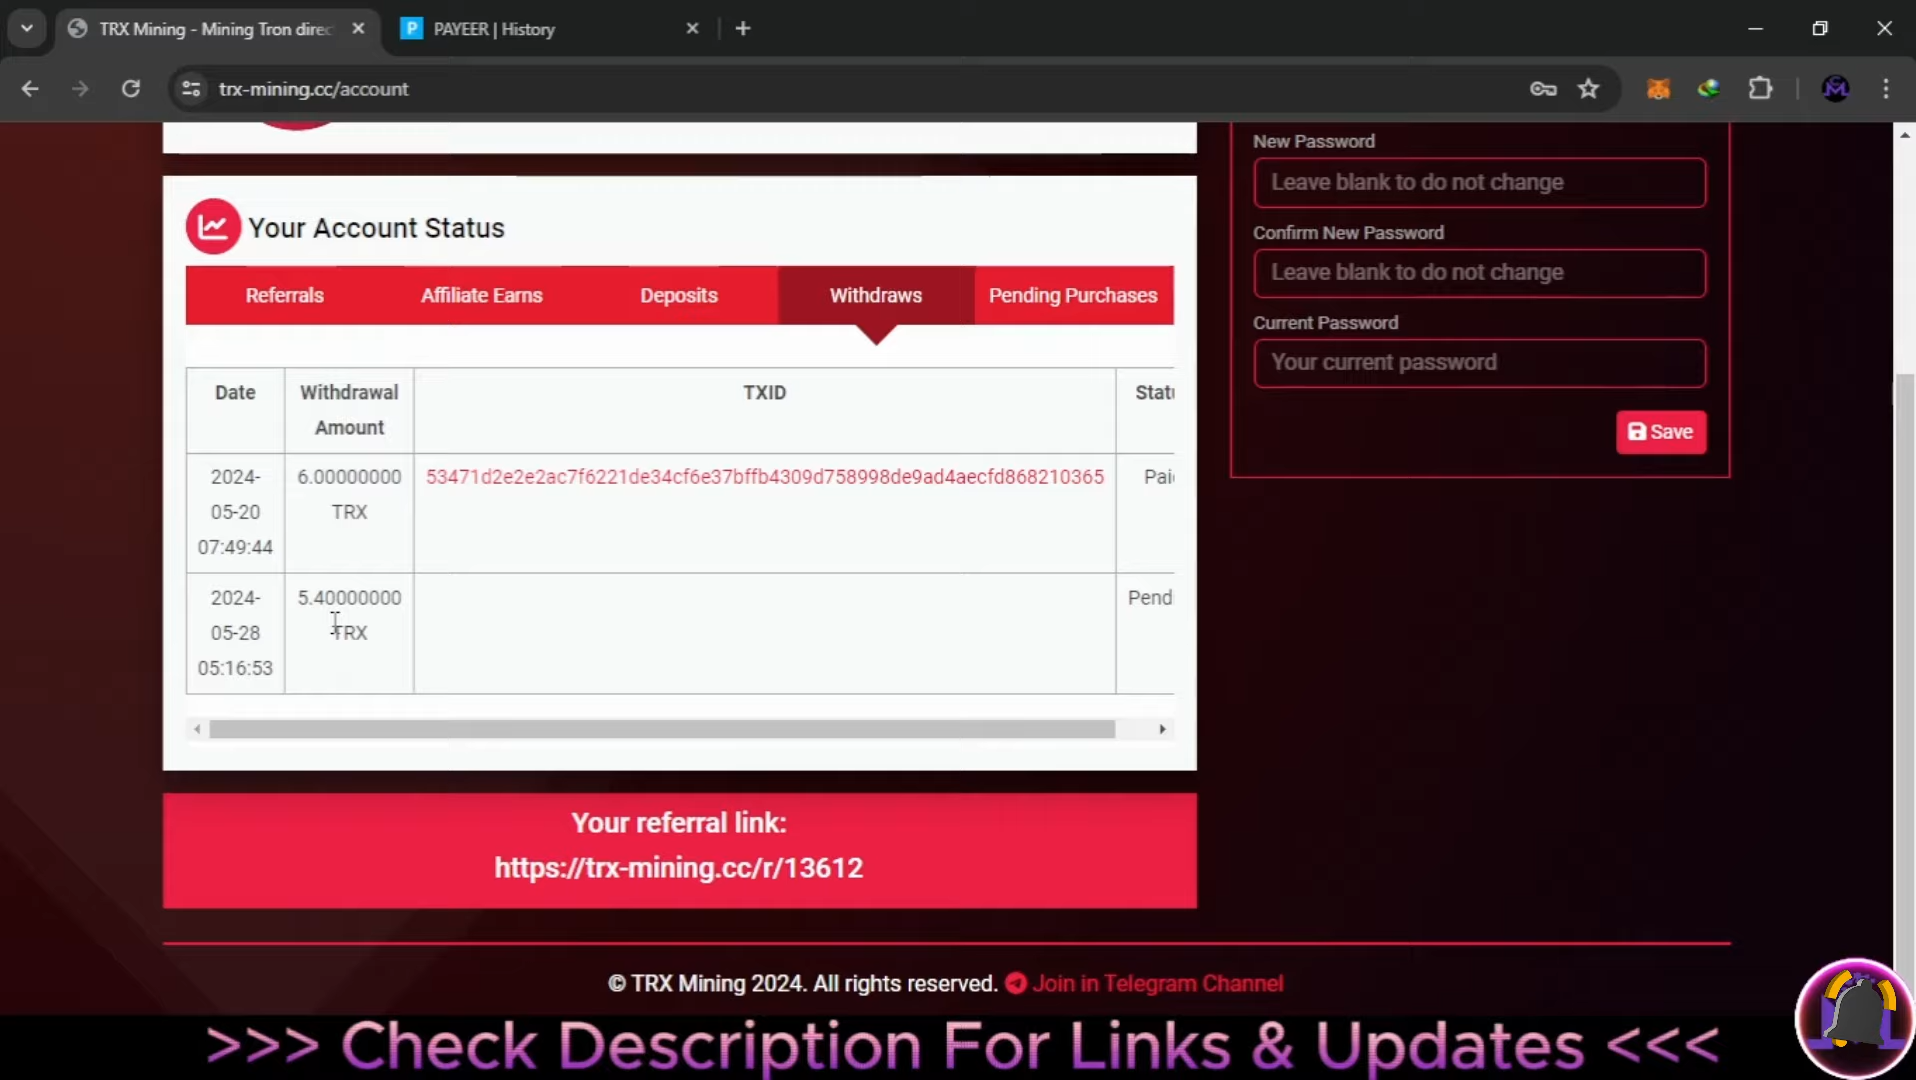 TRX Mining - Mining Tron direc
PAYEER | History
trx-mining.cc/account
New Password
Leave blank to do not change
Confirm New Password
Leave blank to do not change
Current Password
Your current password
Save
Your Account Status
Referrals
Affiliate Earns
Deposits
Withdraws
Pending Purchases
Date
Withdrawal
Amount
TXID
Statu
2024-
05-20
07:49:44
6.00000000
TRX
53471d2e2e2ac7f6221de34cf6e37bffb4309d758998de9ad4aecfd868210365
Paid
2024-
05-28
05:16:53
5.40000000
TRX
Pend
Your referral link:
https://trx-mining.cc/r/13612
© TRX Mining 2024. All rights reserved. Join in Telegram Channel
>>> Check Description For Links & Updates <<<